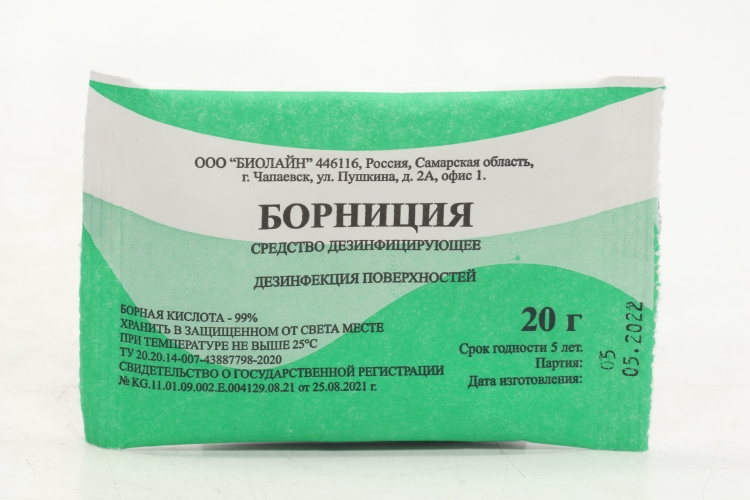 ООО “БИОЛАЙН” 446116, Россия, Самарская область,
г. Чапаевск, ул. Пушкина, д. 2А, офис 1.
БОРНИЦИЯ
СРЕДСТВО ДЕЗИНФИЦИРУЮЩЕЕ
ДЕЗИНФЕКЦИЯ ПОВЕРХНОСТЕЙ
БОРНАЯ КИСЛОТА - 99%
ХРАНИТЬ В ЗАЩИЩЕННОМ ОТ СВЕТА МЕСТЕ
ПРИ ТЕМПЕРАТУРЕ НЕ ВЫШЕ 25°С
ТУ 20.20.14-007-43887798-2020
СВИДЕТЕЛЬСТВО О ГОСУДАРСТВЕННОЙ РЕГИСТРАЦИИ
№ KG.11.01.09.002.E.004129.08.21 от 25.08.2021 г.
20 г
Срок годности 5 лет.
Партия:
Дата изготовления:
05
05.2022